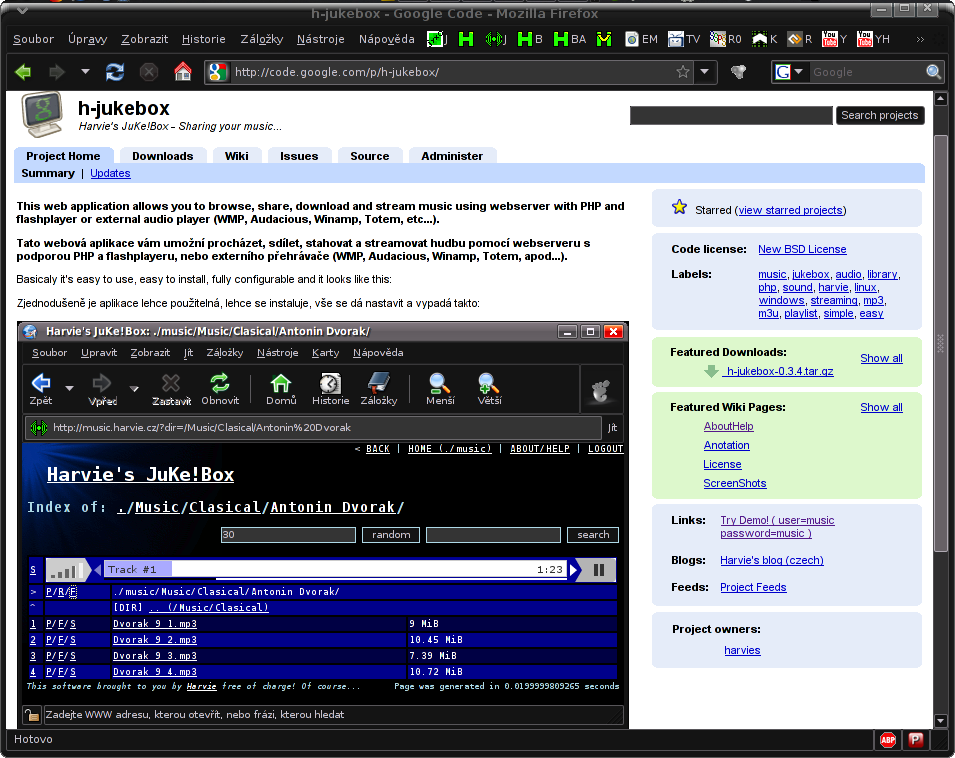 h-jukebox - Google Code - Mozilla Firefox
Soubor Úpravy Zobrazit Historie Záložky Nástroje Nápověda J H J H B H BA EM TV R0 K R Y YH »
http://code.google.com/p/h-jukebox/ Google
h-jukebox
Harvie's JuKe!Box - Sharing your music...
Search projects
Project Home Downloads Wiki Issues Source Administer
Summary | Updates
This web application allows you to browse, share, download and stream music using webserver with PHP and
flashplayer or external audio player (WMP, Audacious, Winamp, Totem, etc...).
Tato webová aplikace vám umožní procházet, sdílet, stahovat a streamovat hudbu pomocí webserveru s
podporou PHP a flashplayeru, nebo externího přehrávače (WMP, Audacious, Winamp, Totem, apod...).
Basicaly it's easy to use, easy to install, fully configurable and it looks like this:
Zjednodušeně je aplikace lehce použitelná, lehce se instaluje, vše se dá nastavit a vypadá takto:
Harvie's JuKe!Box: ./music/Music/Clasical/Antonin Dvorak/
Soubor Upravit Zobrazit Jít Záložky Nástroje Karty Nápověda
Zpět Vpřed Zastavit Obnovit Domů Historie Záložky Menší Větší
http://music.harvie.cz/?dir=/Music/Clasical/Antonin%20Dvorak Jít
< BACK | HOME (./music) | ABOUT/HELP | LOGOUT
Harvie's JuKe!Box
Index of: ./Music/Clasical/Antonin Dvorak/
30 random search
S Track #1 1:23
> P/R/F ./music/Music/Clasical/Antonin Dvorak/
^ [DIR] .. (/Music/Clasical)
1 P/F/S Dvorak 9 1.mp3 9 MiB
2 P/F/S Dvorak 9 2.mp3 10.45 MiB
3 P/F/S Dvorak 9 3.mp3 7.39 MiB
4 P/F/S Dvorak 9 4.mp3 10.72 MiB
This software brought to you by Harvie free of charge! Of course... Page was generated in 0.0199999809265 seconds
Zadejte WWW adresu, kterou otevřít, nebo frázi, kterou hledat
Starred (view starred projects)
Code license: New BSD License
Labels: music, jukebox, audio, library,
php, sound, harvie, linux,
windows, streaming, mp3,
m3u, playlist, simple, easy
Featured Downloads: Show all
h-jukebox-0.3.4.tar.gz
Featured Wiki Pages: Show all
AboutHelp
Anotation
License
ScreenShots
Links: Try Demo! ( user=music
password=music )
Blogs: Harvie's blog (czech)
Feeds: Project Feeds
Project owners:
harvies
Hotovo ABP P